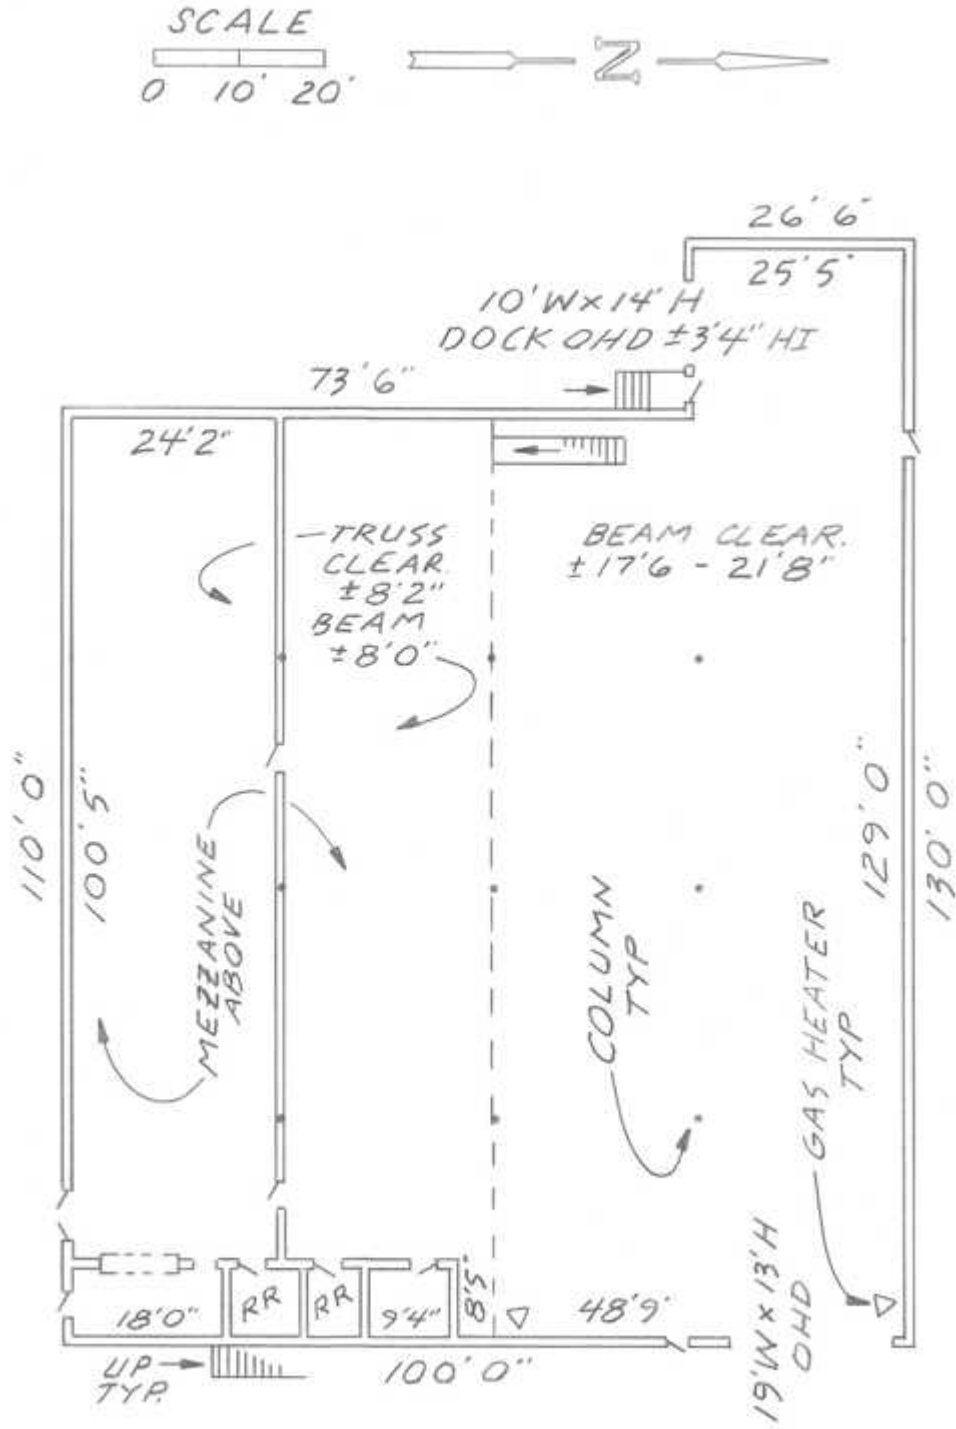 SCALE
0 10' 20'
N
26' 6"
25' 5"
10' W x 14' H
DOCK OHD ±3'4" HI
73' 6"
24' 2"
TRUSS
CLEAR.
±8'2"
BEAM
±8'0"
BEAM CLEAR.
±17'6 - 21'8"
110' 0"
100' 5"
MEZZANINE
ABOVE
COLUMN
TYP
129' 0"
130' 0"
GAS HEATER
TYP
18'0"
RR
RR
9'4"
8'5"
48'9"
19'W x 13'H
OHD
UP
TYP.
100' 0"